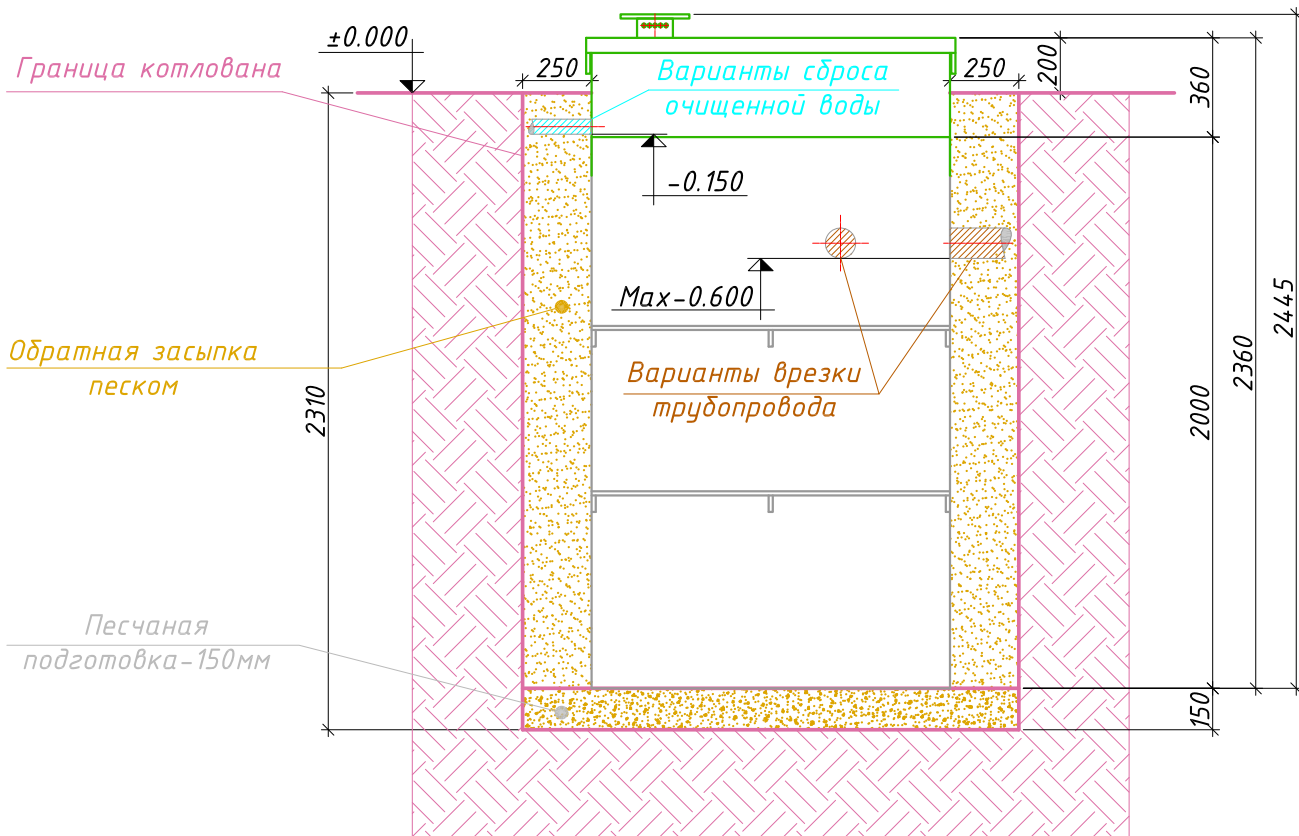 ±0.000
Граница котлована
250
Варианты сброса
очищенной воды
250
200
360
-0.150
Max-0.600
2445
2360
Обратная засыпка
песком
Варианты врезки
трубопровода
2310
2000
Песчаная
подготовка-150мм
150